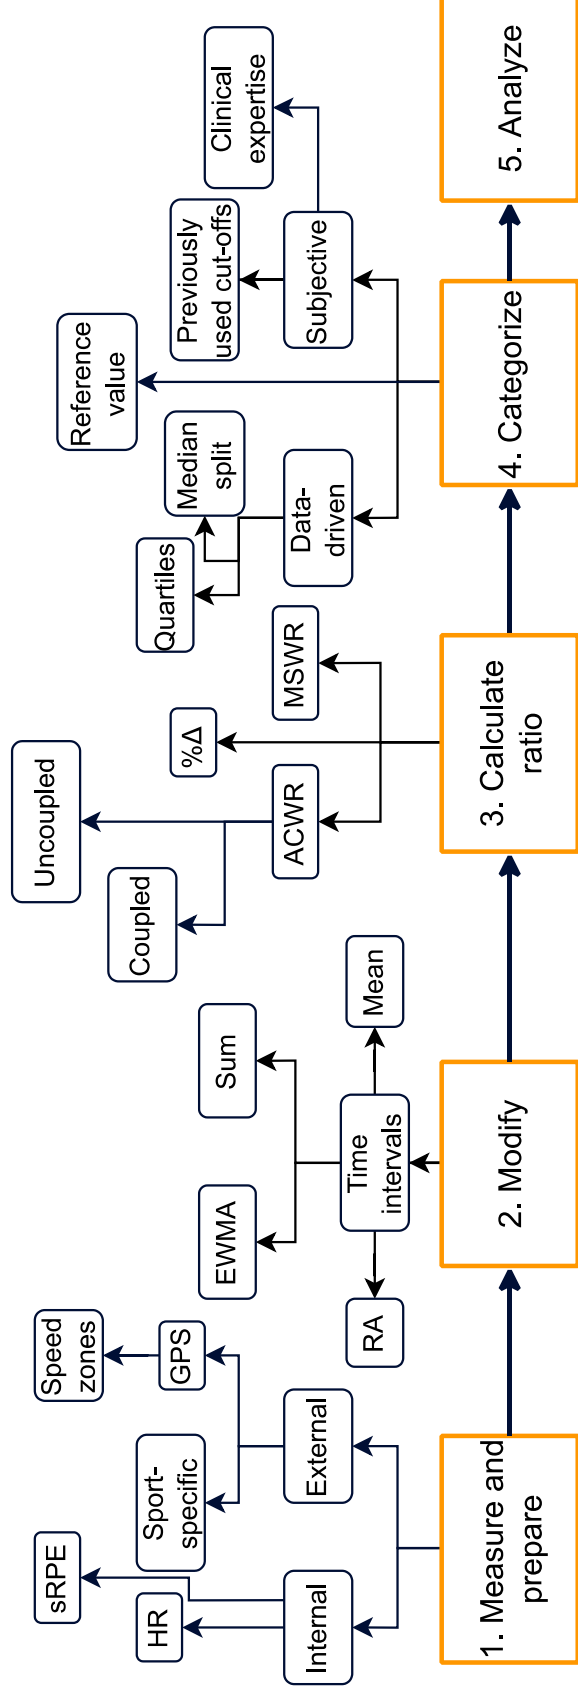 sRPE
HR
Internal
Sport-
specific
Speed
zones
GPS
External
1. Measure and
prepare
EWMA
Sum
RA
Time
intervals
Mean
2. Modify
Uncoupled
Coupled
ACWR
%Δ
MSWR
3. Calculate
ratio
Quartiles
Median
split
Data-
driven
Reference
value
Previously
used cut-offs
Clinical
expertise
Subjective
4. Categorize
5. Analyze